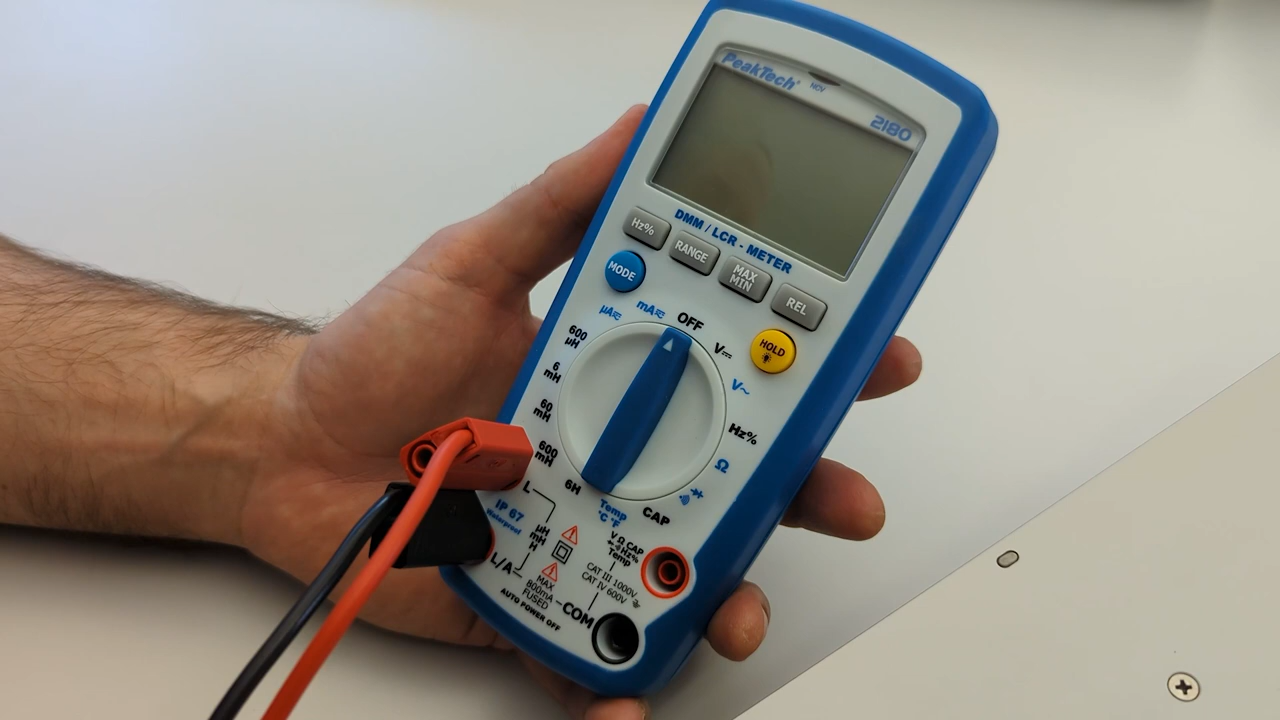 PeakTech®
NCV
2180
DMM / LCR - METER
Hz%
RANGE
MAX
MIN
REL
MODE
HOLD
µA
mA
OFF
V
V~
Hz%
Ω
CAP
Temp
°C °F
6H
600
mH
60
mH
6
mH
600
µH
L
IP 67
Waterproof
µH
mH
H
L/A
MAX
800mA
FUSED
AUTO POWER OFF
V Ω CAP
Hz%
Temp
CAT III 1000V
CAT IV 600V
COM